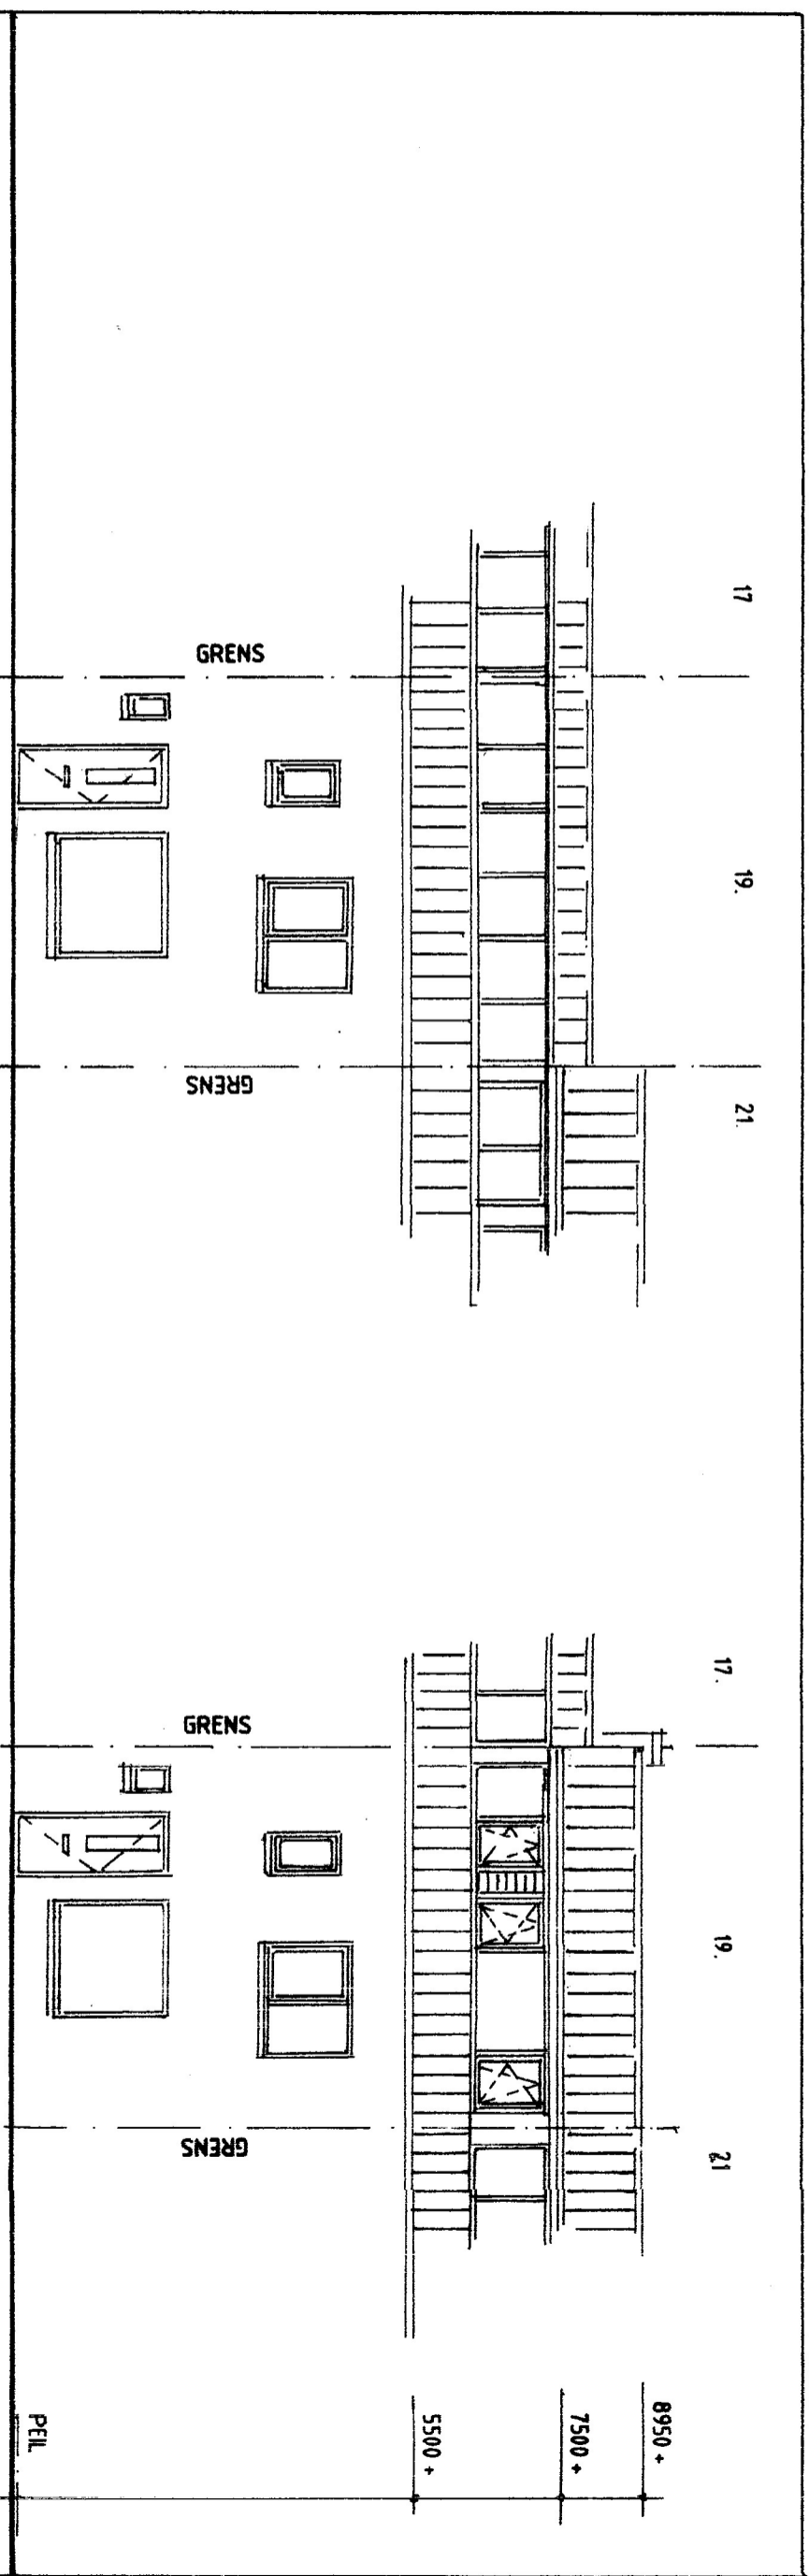 17
19.
21.
GRENS
GRENS
17.
19.
21
GRENS
GRENS
8950 +
7500 +
5500 +
PEIL